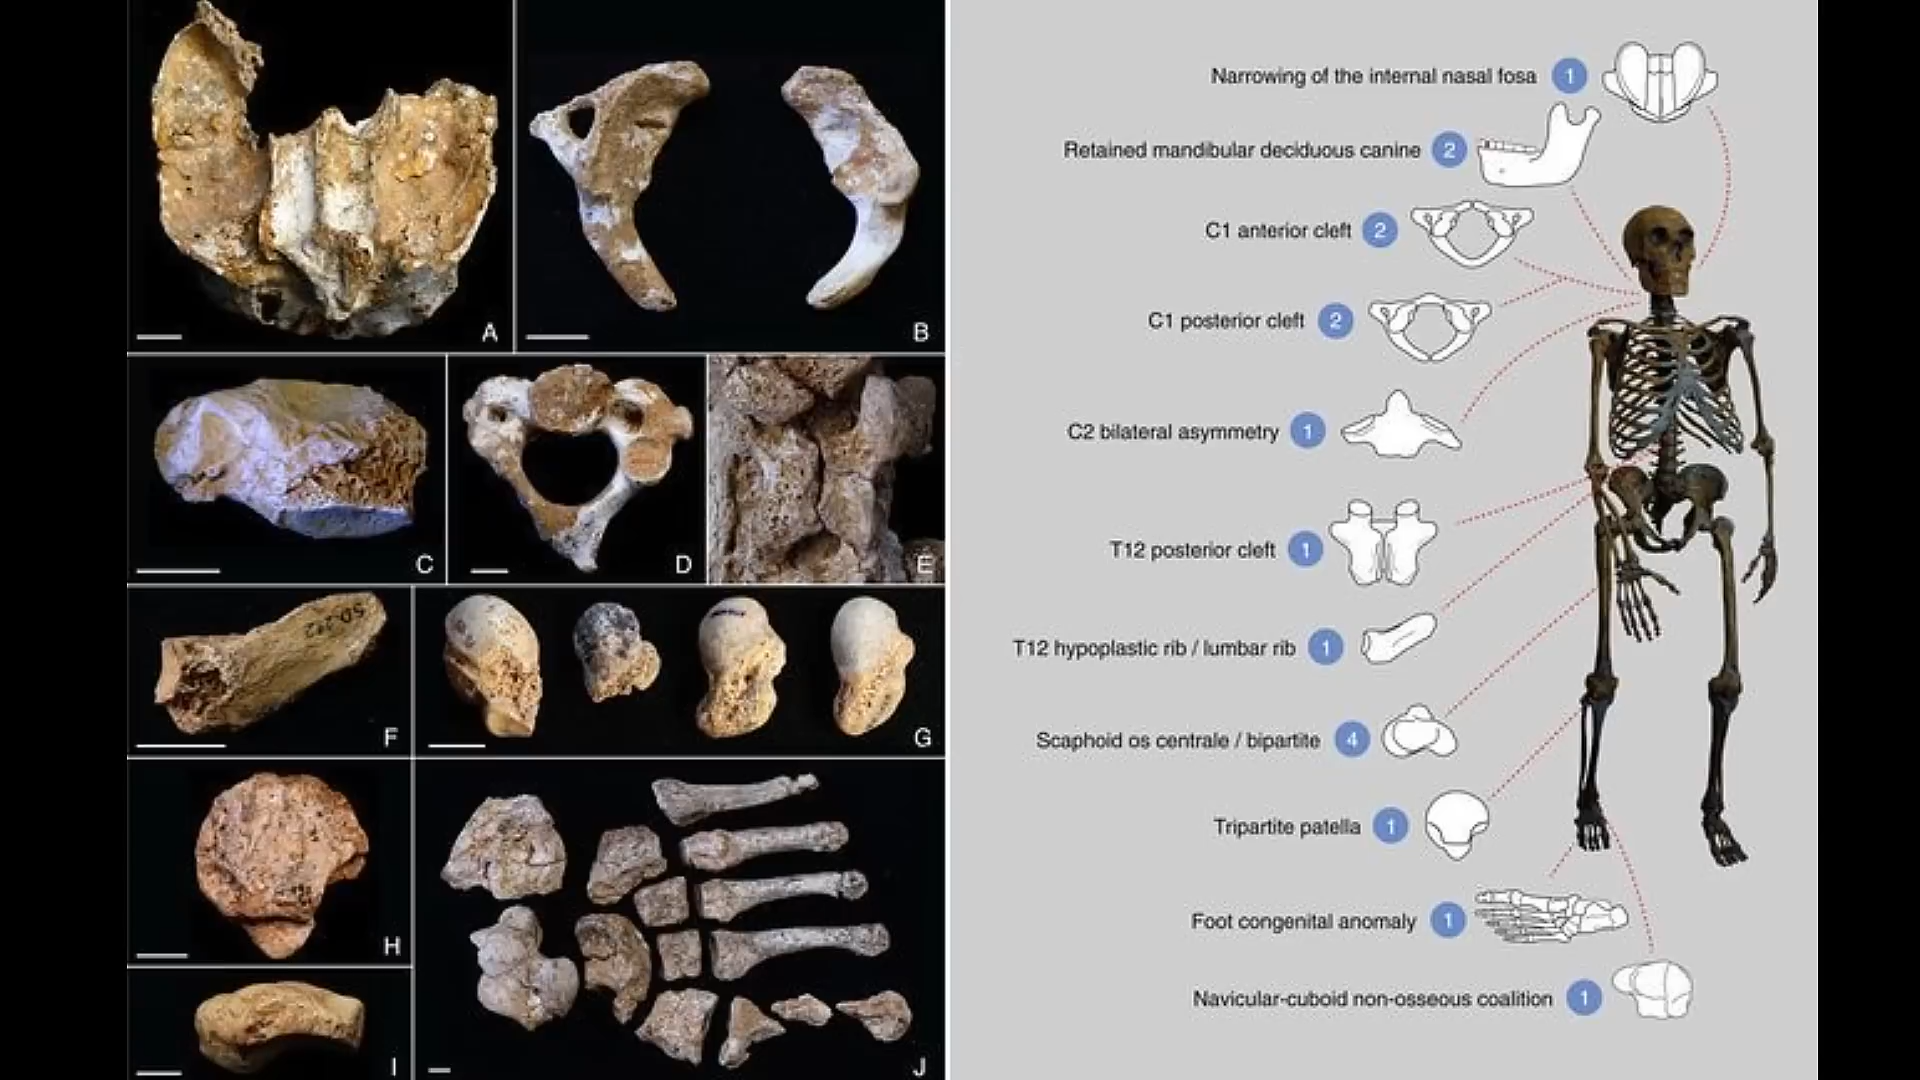 A
B
C
D
E
F
SD-292
G
H
I
J
Narrowing of the internal nasal fosa 1
Retained mandibular deciduous canine 2
C1 anterior cleft 2
C1 posterior cleft 2
C2 bilateral asymmetry 1
T12 posterior cleft 1
T12 hypoplastic rib / lumbar rib 1
Scaphoid os centrale / bipartite 4
Tripartite patella 1
Foot congenital anomaly 1
Navicular-cuboid non-osseous coalition 1